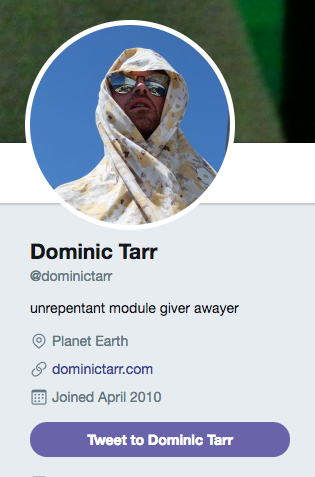 Dominic Tarr
@dominictarr
unrepentant module giver awayer
Planet Earth
dominictarr.com
Joined April 2010
Tweet to Dominic Tarr